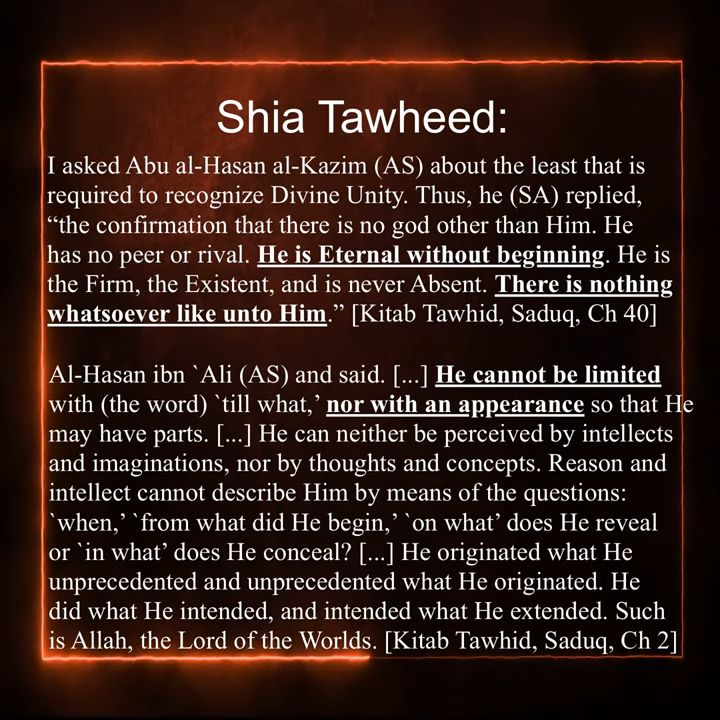 Shia Tawheed:
I asked Abu al-Hasan al-Kazim (AS) about the least that is
required to recognize Divine Unity. Thus, he (SA) replied,
“the confirmation that there is no god other than Him. He
has no peer or rival. He is Eternal without beginning. He is
the Firm, the Existent, and is never Absent. There is nothing
whatsoever like unto Him.” [Kitab Tawhid, Saduq, Ch 40]
Al-Hasan ibn `Ali (AS) and said. [...] He cannot be limited
with (the word) `till what,’ nor with an appearance so that He
may have parts. [...] He can neither be perceived by intellects
and imaginations, nor by thoughts and concepts. Reason and
intellect cannot describe Him by means of the questions:
`when,’ `from what did He begin,’ `on what’ does He reveal
or `in what’ does He conceal? [...] He originated what He
unprecedented and unprecedented what He originated. He
did what He intended, and intended what He extended. Such
is Allah, the Lord of the Worlds. [Kitab Tawhid, Saduq, Ch 2]